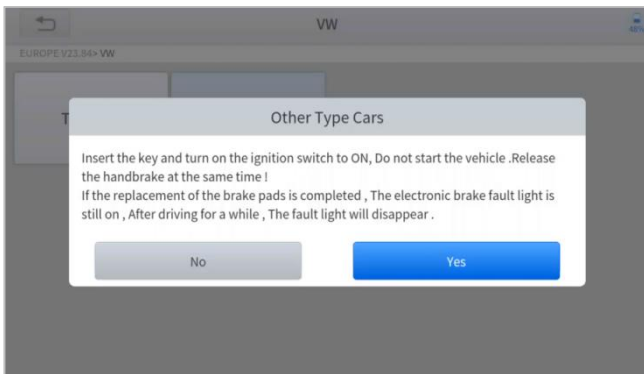 VW
68%
EUROPE V23.84> VW
T
Other Type Cars
Insert the key and turn on the ignition switch to ON, Do not start the vehicle .Release
the handbrake at the same time !
If the replacement of the brake pads is completed , The electronic brake fault light is
still on , After driving for a while , The fault light will disappear .
No
Yes